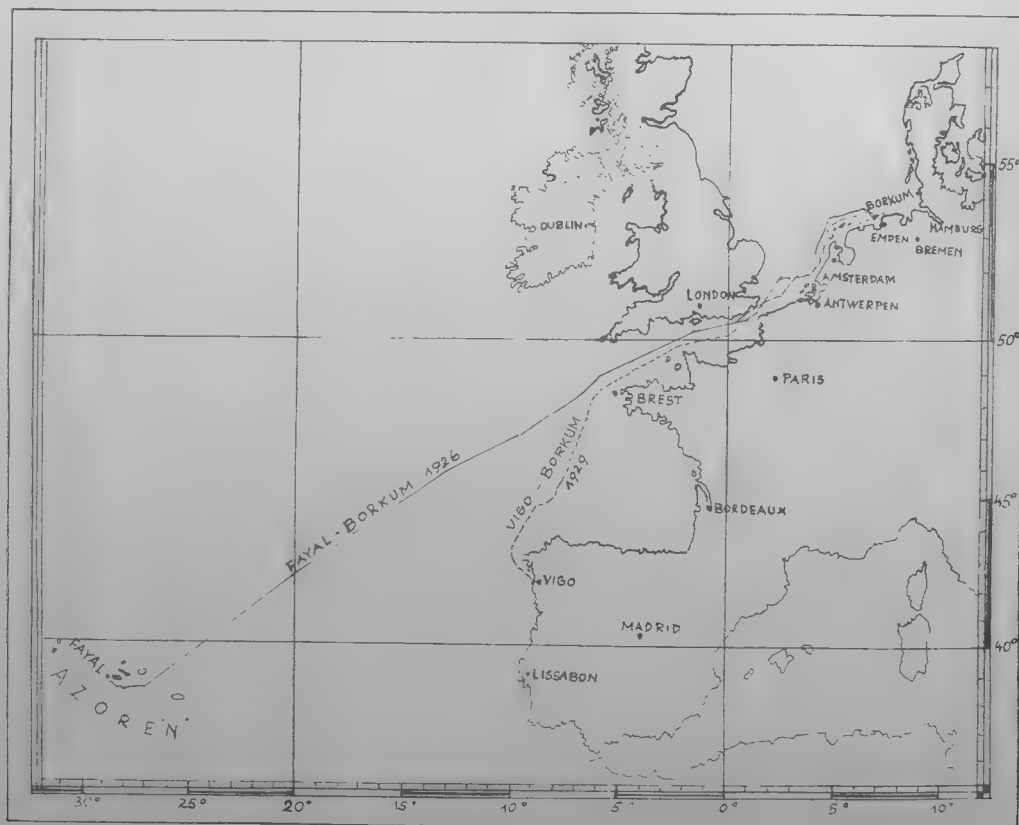 55°
BORKUM
HAMBURG
DUBLIN
EMDEN
BREMEN
AMSTERDAM
LONDON
ANTWERPEN
50°
PARIS
BREST
FAYAL - BORKUM 1926
VIGO - BORKUM
1929
45°
BORDEAUX
VIGO
MADRID
40°
FAYAL
LISSABON
AZOREN
30° 25° 20° 15° 10° 5° 0° 5° 10°